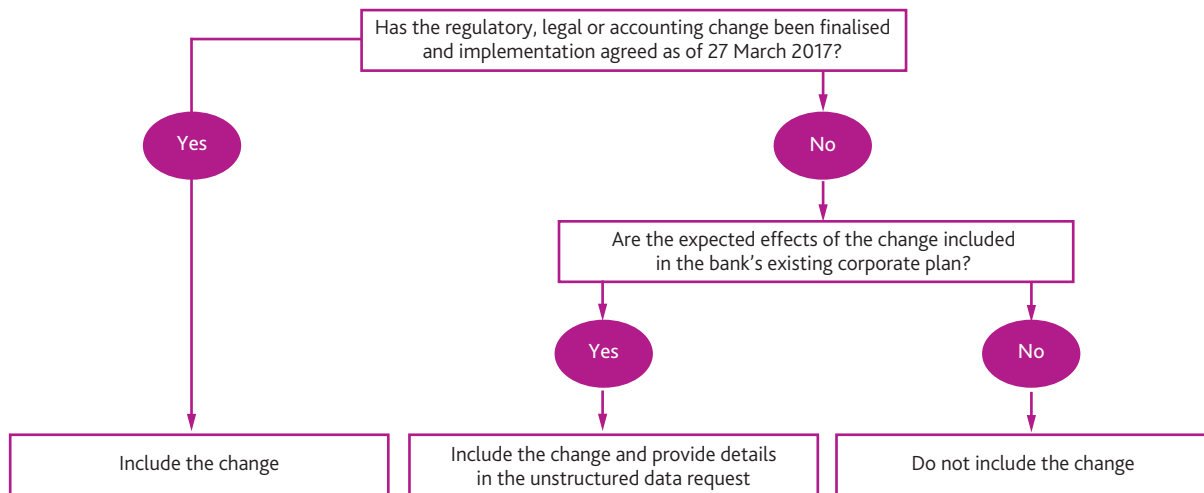 Has the regulatory, legal or accounting change been finalised
and implementation agreed as of 27 March 2017?
Yes
No
Are the expected effects of the change included
in the bank’s existing corporate plan?
Yes
No
Include the change
Include the change and provide details
in the unstructured data request
Do not include the change